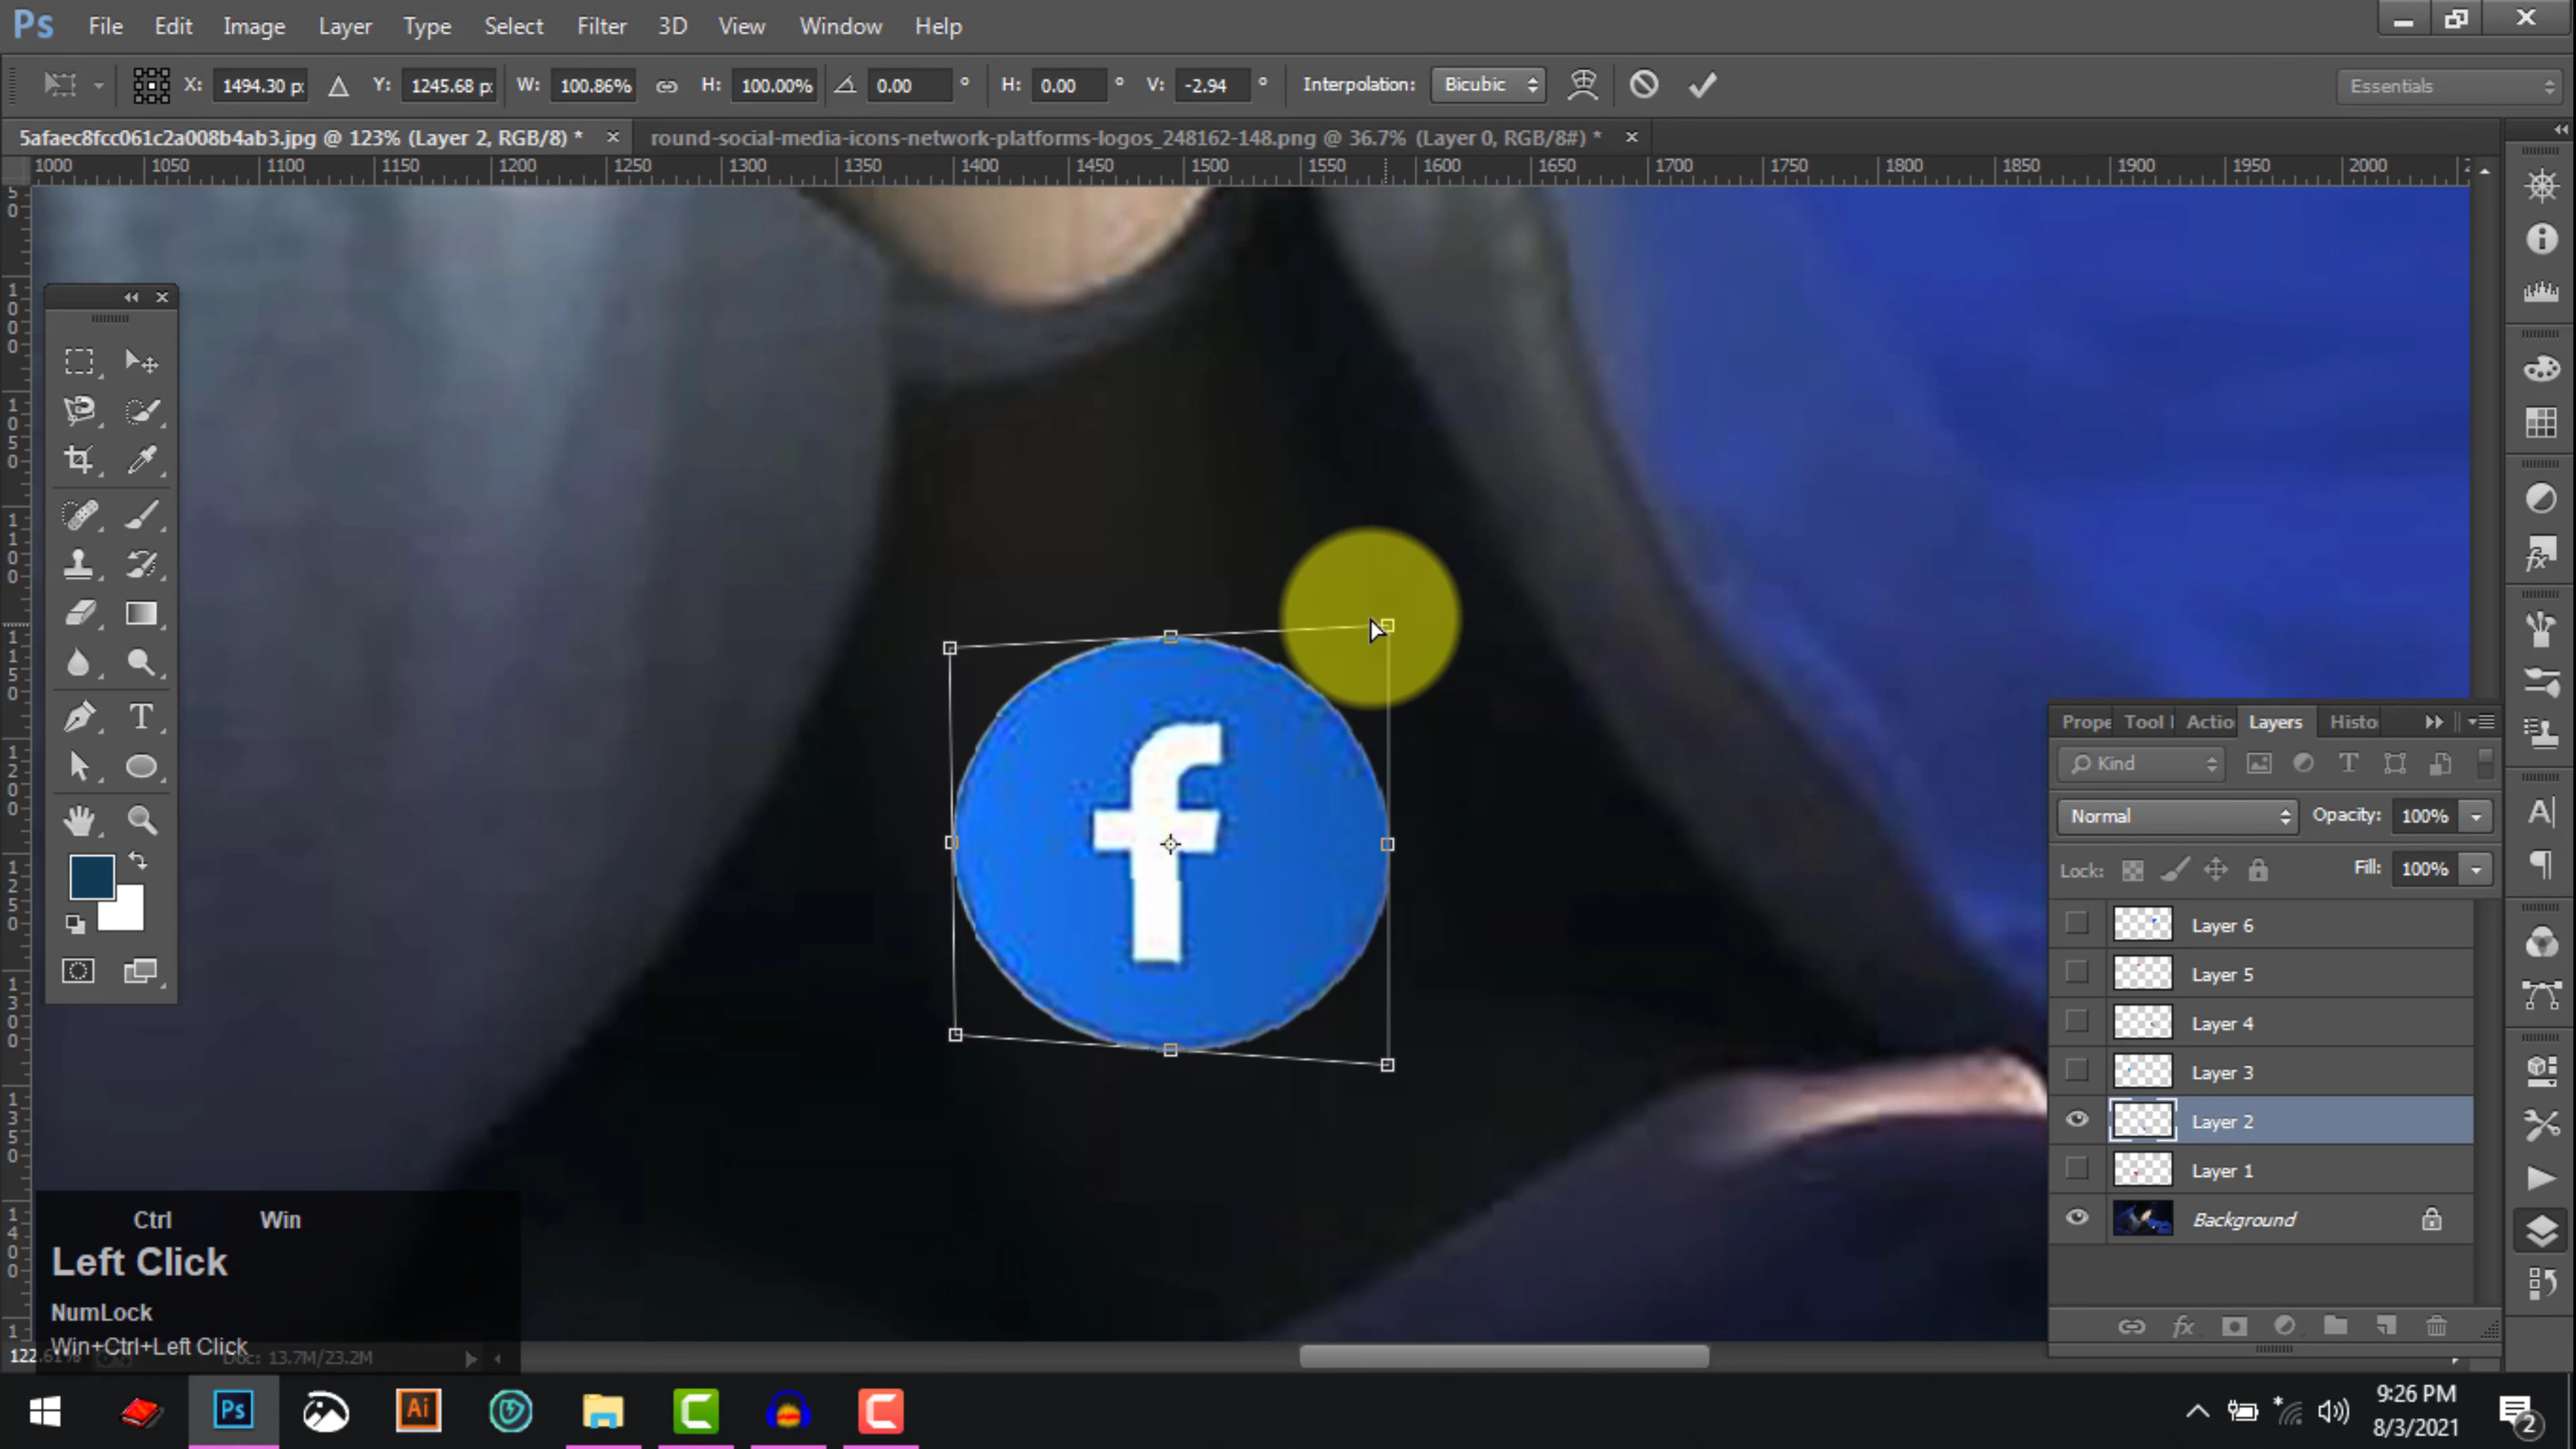 Ps File Edit Image Layer Type Select Filter 3D View Window Help
X: 1494.30 px Y: 1245.68 px W: 100.86% H: 100.00% 0.00 ° H: 0.00 ° V: -2.94 ° Interpolation: Bicubic Essentials
5afaec8fcc061c2a008b4ab3.jpg @ 123% (Layer 2, RGB/8) * × round-social-media-icons-network-platforms-logos_248162-148.png @ 36.7% (Layer 0, RGB/8#) * ×
1000 1050 1100 1150 1200 1250 1300 1350 1400 1450 1500 1550 1600 1650 1700 1750 1800 1850 1900 1950 2000
f
Prope Tool Actio Layers Histo
Kind
Normal Opacity: 100%
Lock: Fill: 100%
Layer 6
Layer 5
Layer 4
Layer 3
Layer 2
Layer 1
Background
Ctrl Win
Left Click
NumLock
Win+Ctrl+Left Click
122.61% Doc: 13.7M/23.2M
Ps Ai C C
9:26 PM
8/3/2021
2